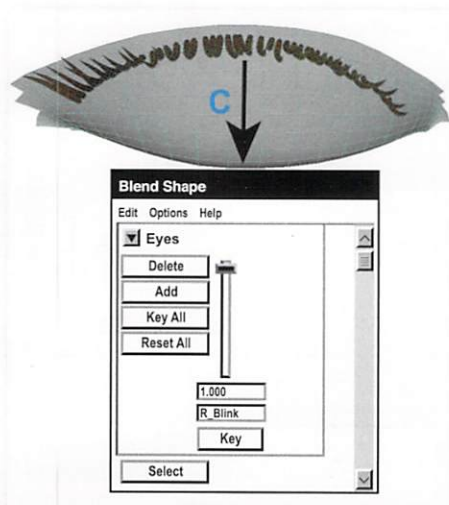 C
Blend Shape
Edit Options Help
Eyes
Delete
Add
Key All
Reset All
1.000
R_Blink
Key
Select